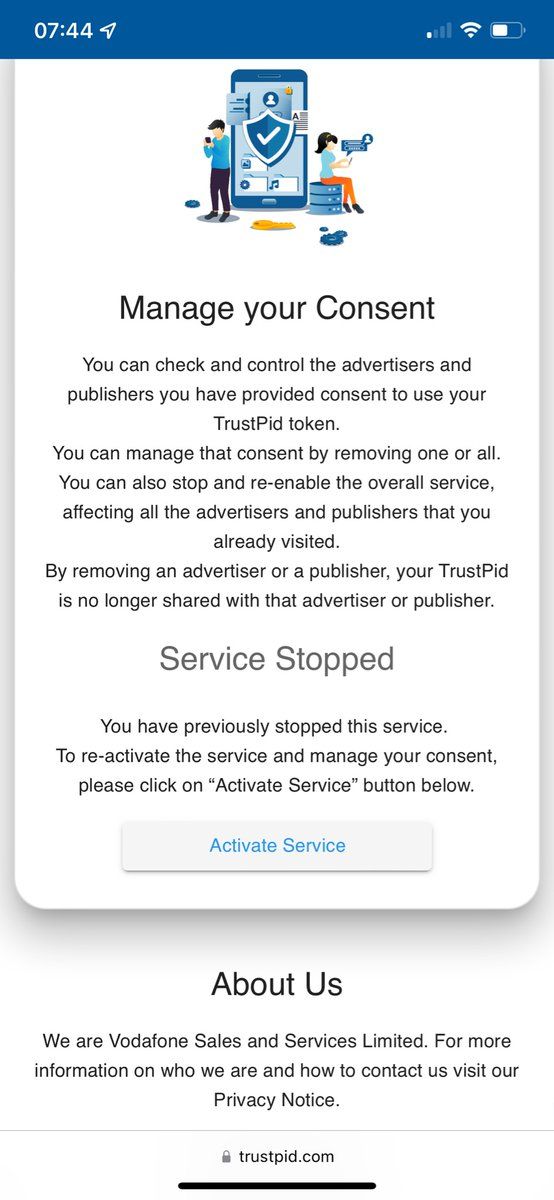 07:44
A
Manage your Consent
You can check and control the advertisers and
publishers you have provided consent to use your
TrustPid token.
You can manage that consent by removing one or all.
You can also stop and re-enable the overall service,
affecting all the advertisers and publishers that you
already visited.
By removing an advertiser or a publisher, your TrustPid
is no longer shared with that advertiser or publisher.
Service Stopped
You have previously stopped this service.
To re-activate the service and manage your consent,
please click on “Activate Service” button below.
Activate Service
About Us
We are Vodafone Sales and Services Limited. For more
information on who we are and how to contact us visit our
Privacy Notice.
trustpid.com